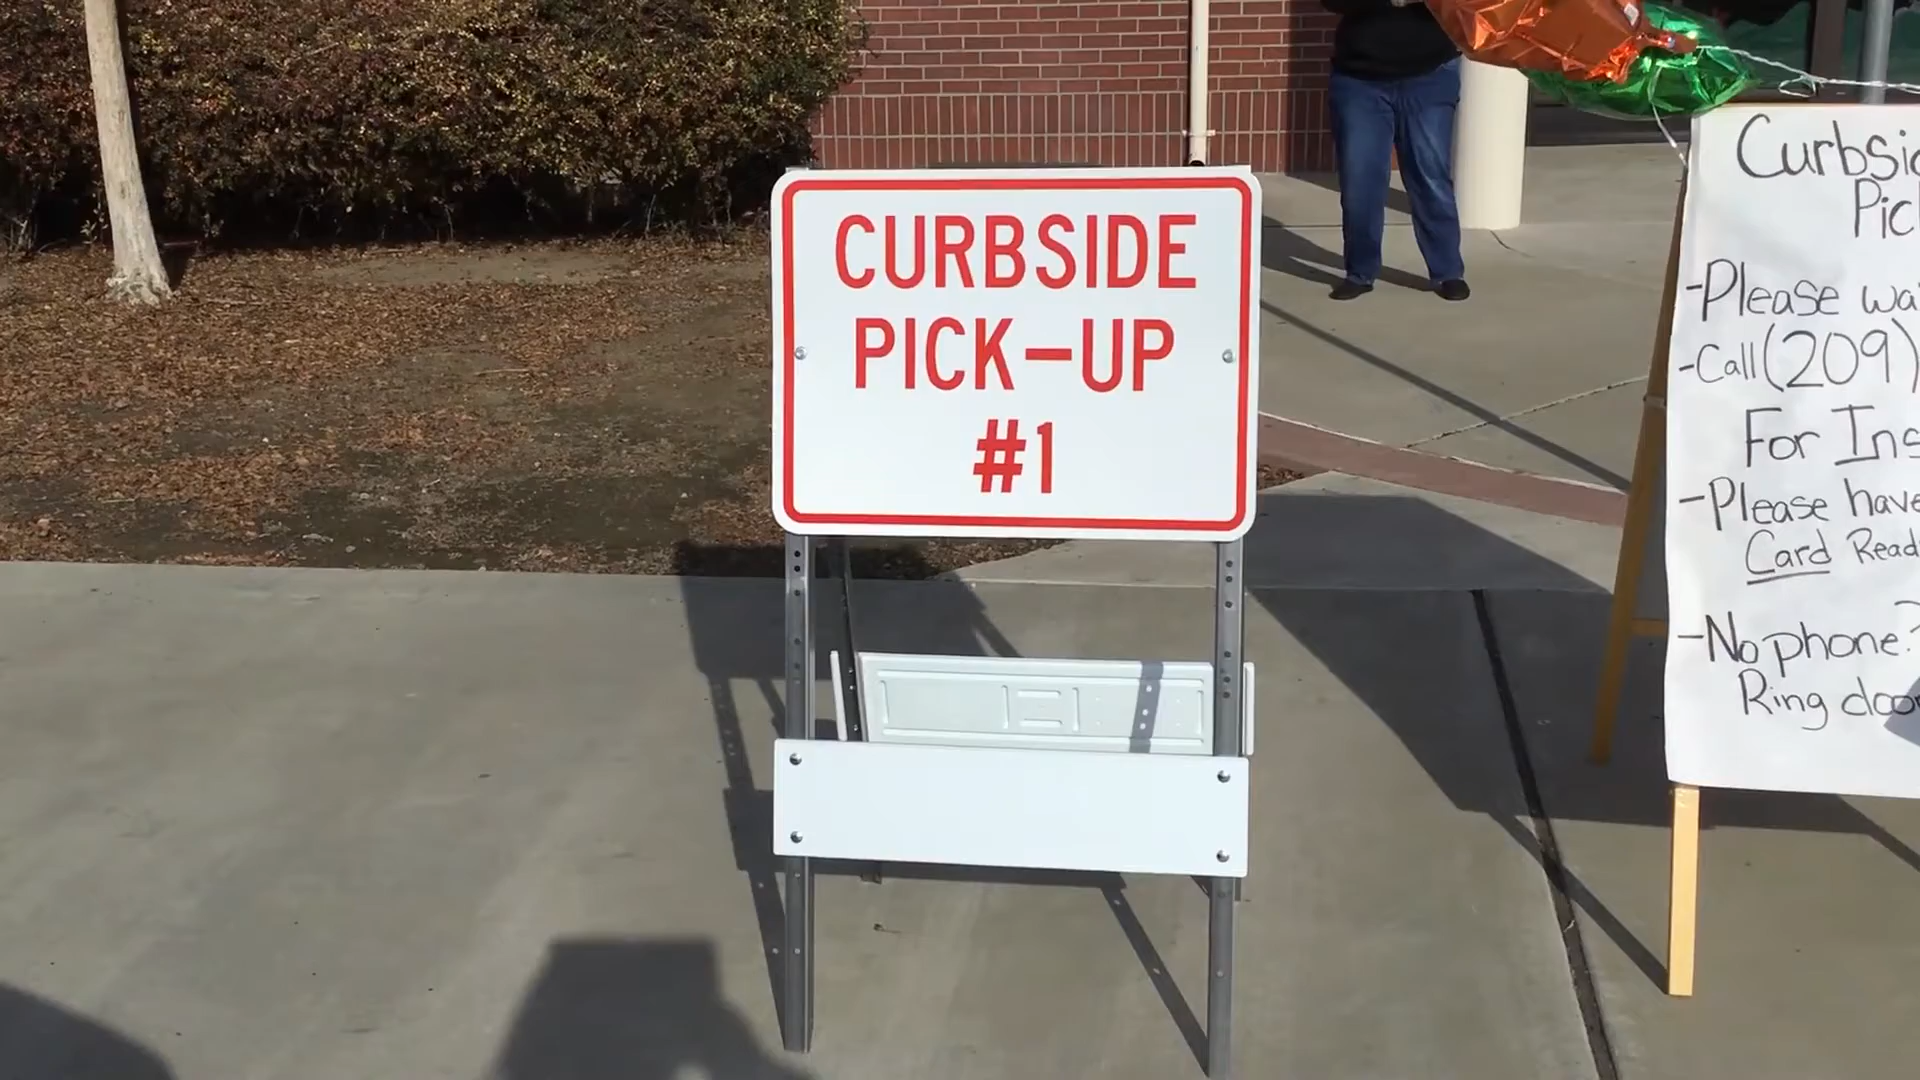 CURBSIDE
PICK-UP
#1
Curbsi
Pic
-Please wa
-Call (209)
For Ins
-Please have
Card Read
-No phone?
Ring doo